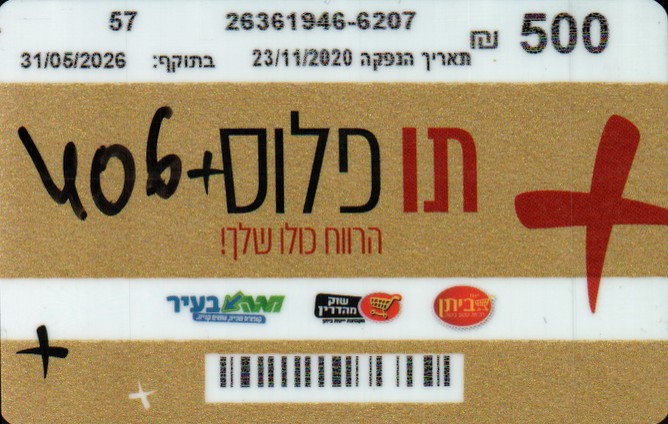 57 26361946-6207 ₪ 500
תאריך הנפקה 23/11/2020 בתוקף: 31/05/2026
תו פלוס+
הרווח כולו שלך!
מגה בעיר
שוק מהדרין
ביתן